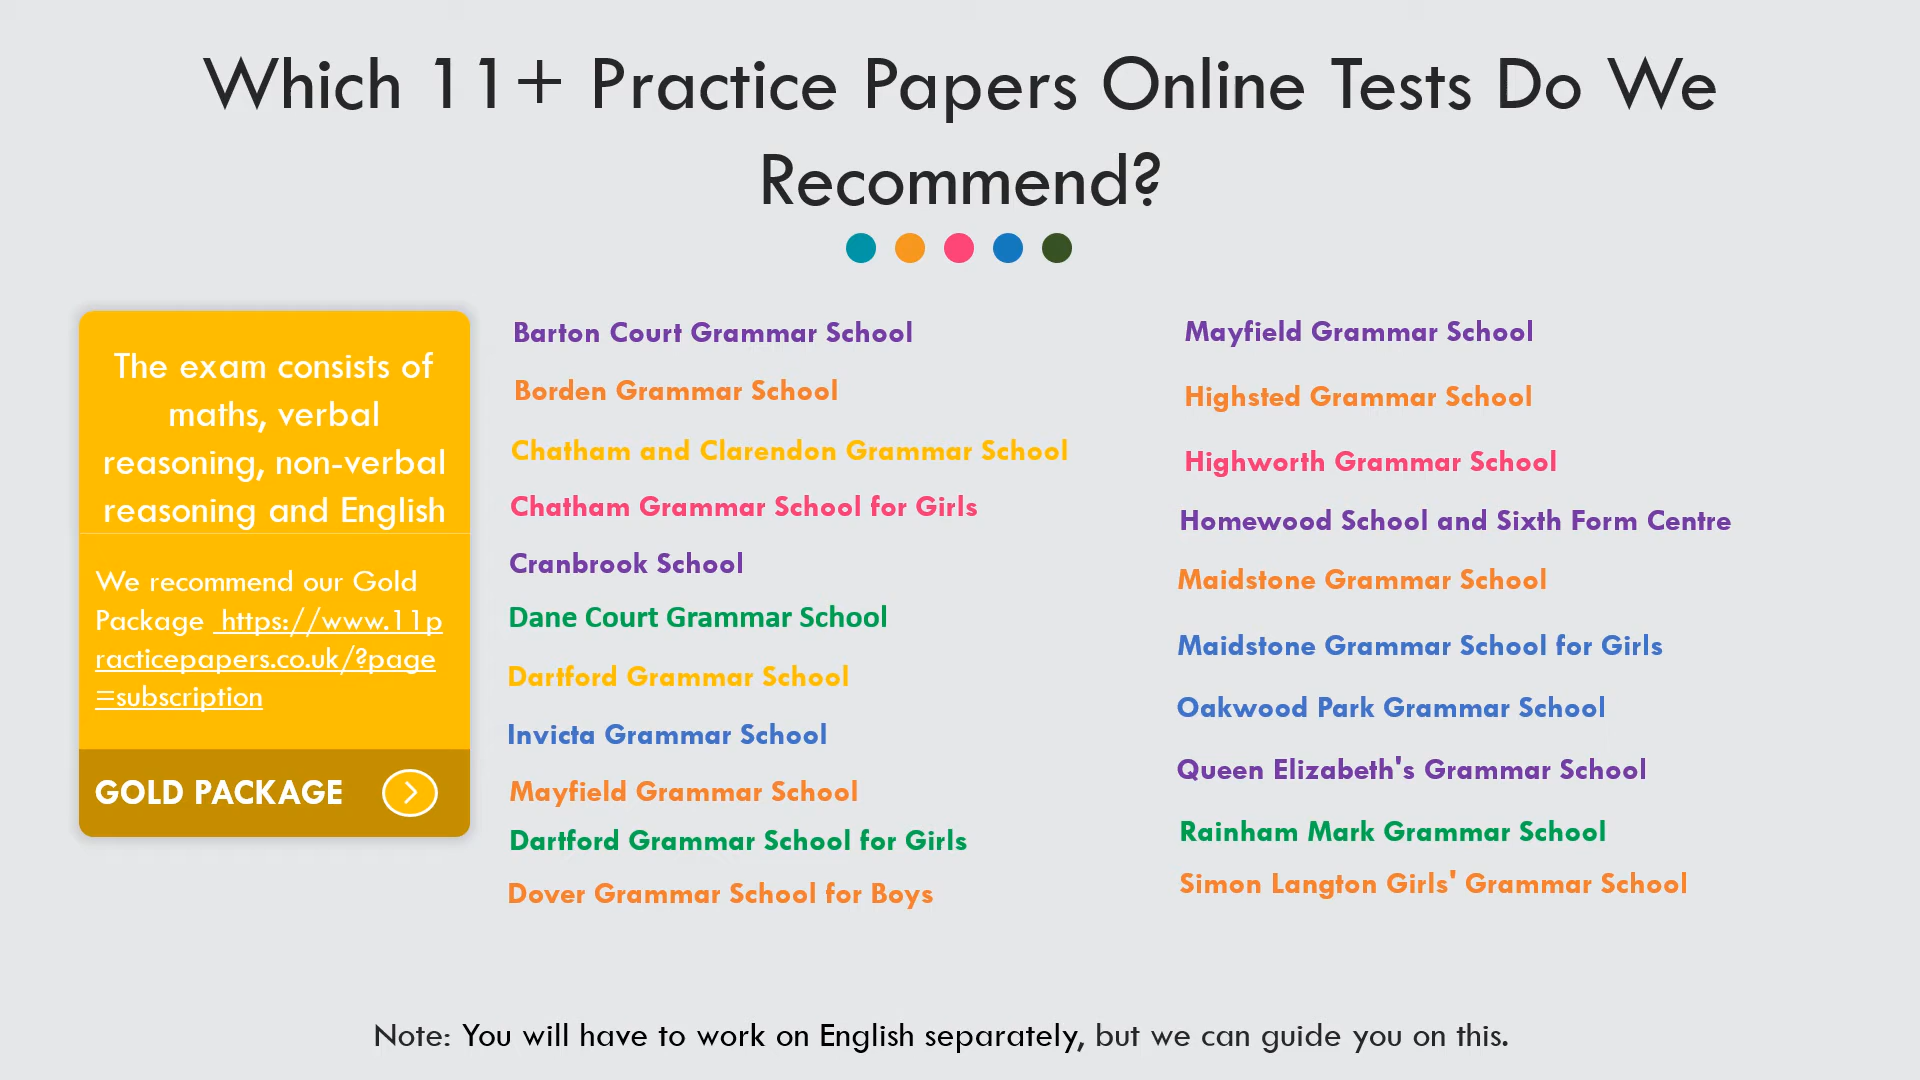 Which 11+ Practice Papers Online Tests Do We
Recommend?
The exam consists of
maths, verbal
reasoning, non-verbal
reasoning and English
We recommend our Gold
Package https://www.11p
racticepapers.co.uk/?page
=subscription
GOLD PACKAGE
Barton Court Grammar School
Borden Grammar School
Chatham and Clarendon Grammar School
Chatham Grammar School for Girls
Cranbrook School
Dane Court Grammar School
Dartford Grammar School
Invicta Grammar School
Mayfield Grammar School
Dartford Grammar School for Girls
Dover Grammar School for Boys
Mayfield Grammar School
Highsted Grammar School
Highworth Grammar School
Homewood School and Sixth Form Centre
Maidstone Grammar School
Maidstone Grammar School for Girls
Oakwood Park Grammar School
Queen Elizabeth's Grammar School
Rainham Mark Grammar School
Simon Langton Girls' Grammar School
Note: You will have to work on English separately, but we can guide you on this.